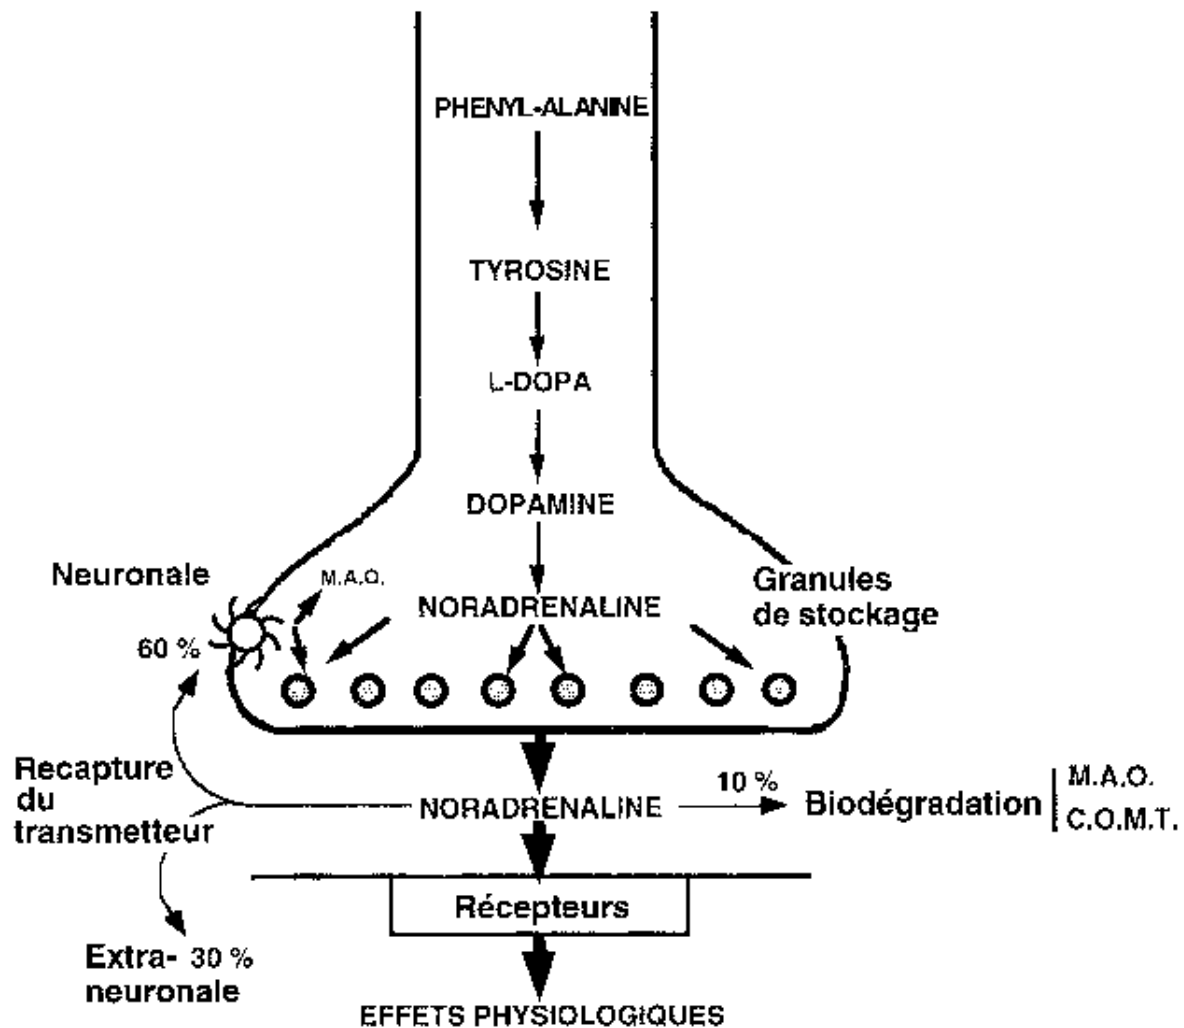 PHENYL-ALANINE
TYROSINE
L-DOPA
DOPAMINE
Neuronale
M.A.O.
NORADRENALINE
Granules
de stockage
60 %
Recapture
du
transmetteur
NORADRENALINE
10 %
Biodégradation
M.A.O.
C.O.M.T.
Récepteurs
Extra- 30 %
neuronale
EFFETS PHYSIOLOGIQUES